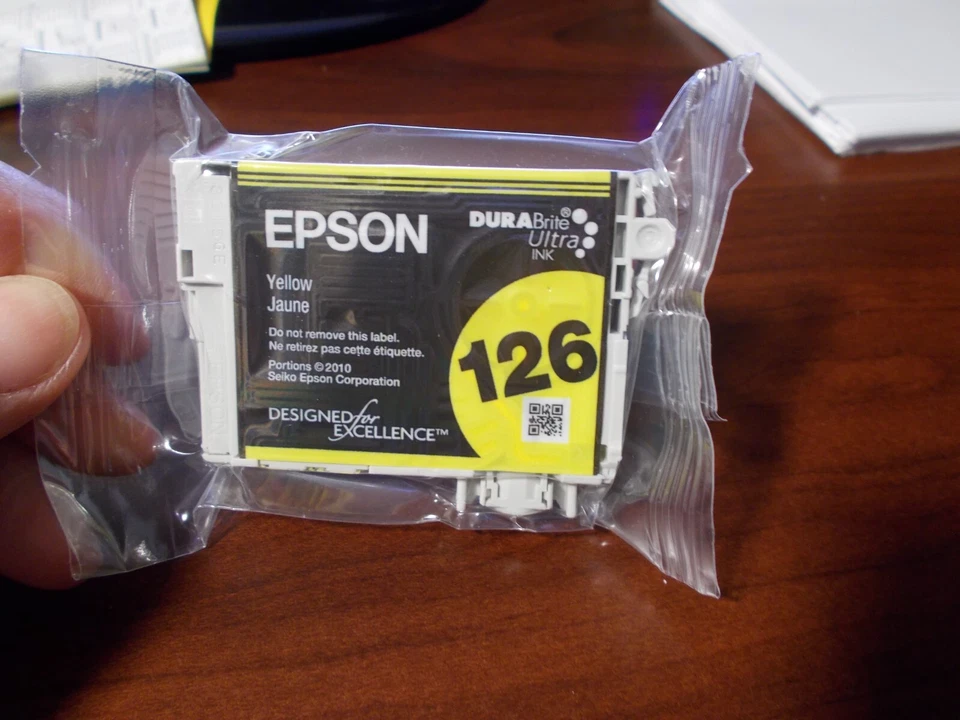 EPSON
DURABrite®
Ultra
INK
Yellow
Jaune
Do not remove this label.
Ne retirez pas cette étiquette.
Portions ©2010
Seiko Epson Corporation
DESIGNED for
EXCELLENCE™
126